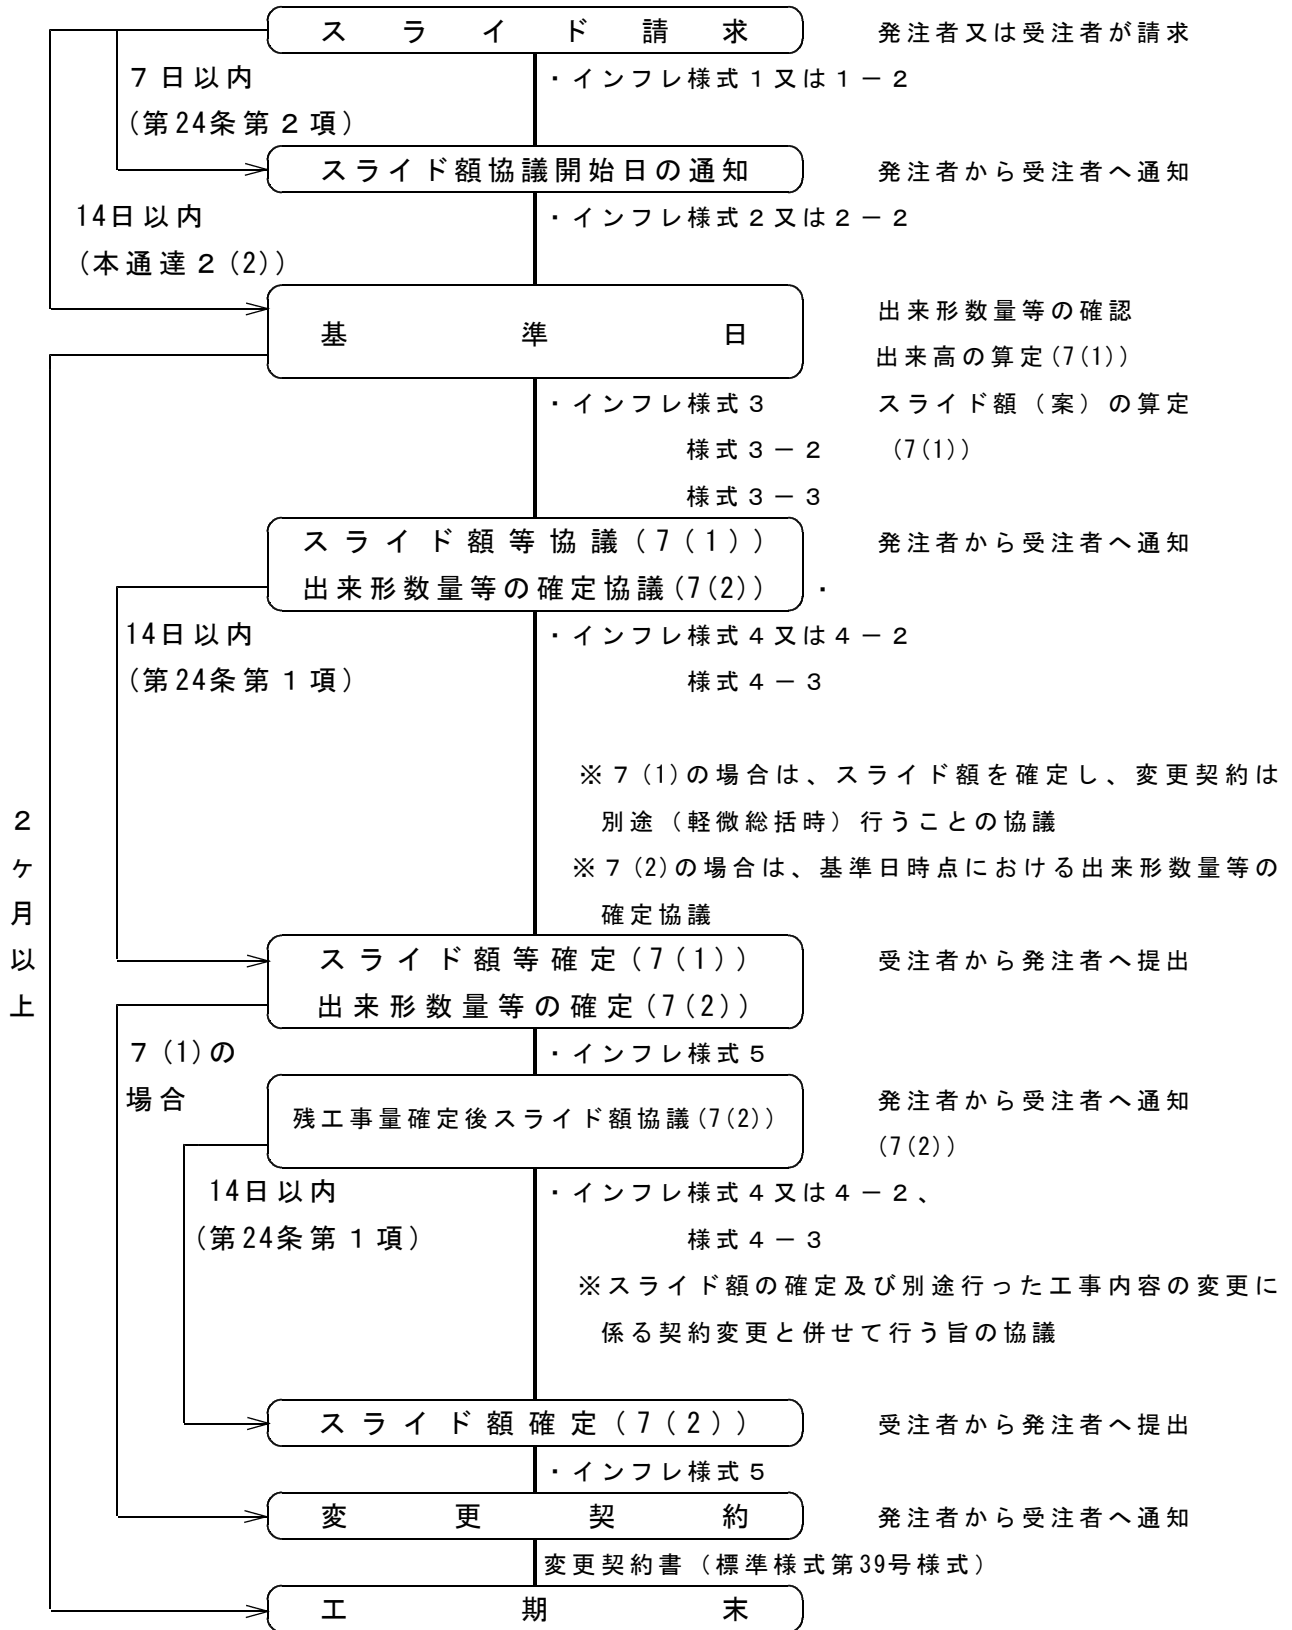 スライド請求 発注者又は受注者が請求
７日以内 ・インフレ様式１又は１－２
(第24条第２項)
スライド額協議開始日の通知 発注者から受注者へ通知
14日以内 ・インフレ様式２又は２－２
(本通達２(2))
出来形数量等の確認
基準日
出来高の算定(7(1))
・インフレ様式３ スライド額（案）の算定
様式３－２ (7(1))
様式３－３
スライド額等協議(7(1)) 発注者から受注者へ通知
出来形数量等の確定協議(7(2)) ・
14日以内 ・インフレ様式４又は４－２
(第24条第１項) 様式４－３
※７(1)の場合は、スライド額を確定し、変更契約は
別途（軽微総括時）行うことの協議
※７(2)の場合は、基準日時点における出来形数量等の
確定協議
２ヶ月以上
スライド額等確定(7(1)) 受注者から発注者へ提出
出来形数量等の確定(7(2))
７(1)の ・インフレ様式５
場合 発注者から受注者へ通知
残工事量確定後スライド額協議(7(2))
(7(2))
14日以内 ・インフレ様式４又は４－２、
(第24条第１項) 様式４－３
※スライド額の確定及び別途行った工事内容の変更に
係る契約変更と併せて行う旨の協議
スライド額確定(7(2)) 受注者から発注者へ提出
・インフレ様式５
変更契約 発注者から受注者へ通知
変更契約書（標準様式第39号様式）
工期末